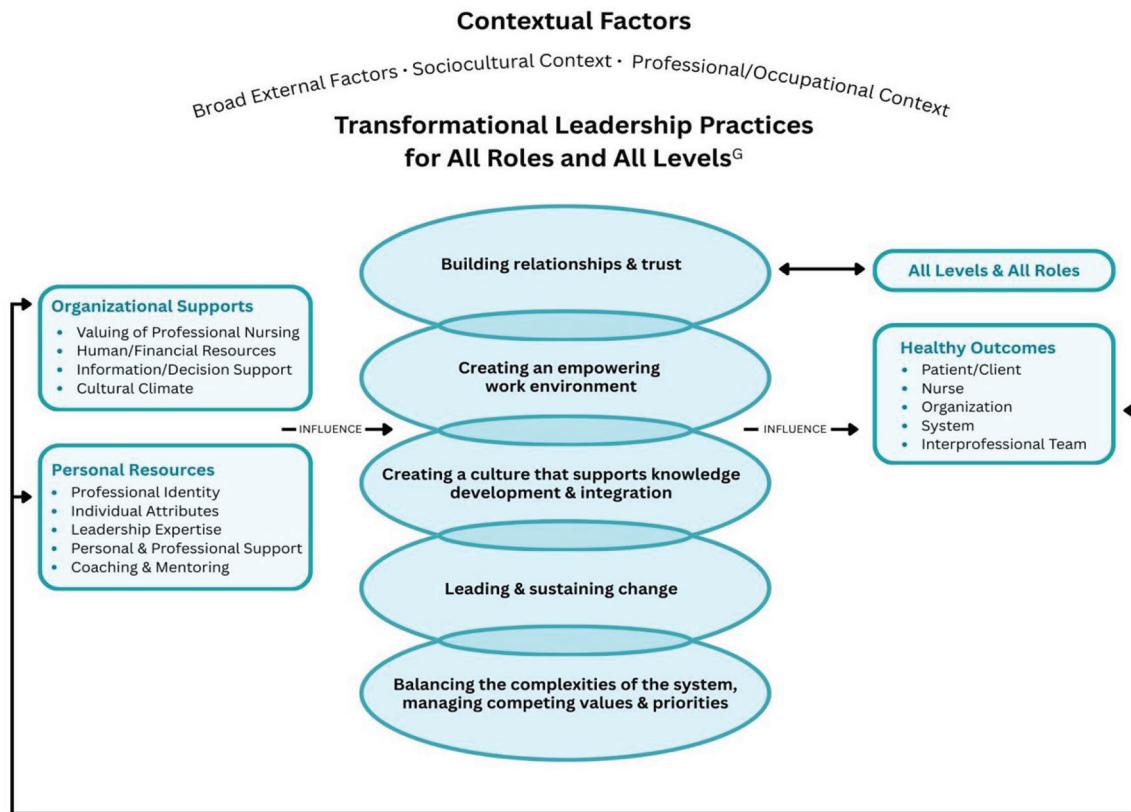 Contextual Factors
Broad External Factors · Sociocultural Context · Professional/Occupational Context
Transformational Leadership Practices
for All Roles and All Levels^G
Organizational Supports
• Valuing of Professional Nursing
• Human/Financial Resources
• Information/Decision Support
• Cultural Climate
INFLUENCE
Personal Resources
• Professional Identity
• Individual Attributes
• Leadership Expertise
• Personal & Professional Support
• Coaching & Mentoring
Building relationships & trust
Creating an empowering
work environment
Creating a culture that supports knowledge
development & integration
Leading & sustaining change
Balancing the complexities of the system,
managing competing values & priorities
INFLUENCE
All Levels & All Roles
Healthy Outcomes
• Patient/Client
• Nurse
• Organization
• System
• Interprofessional Team